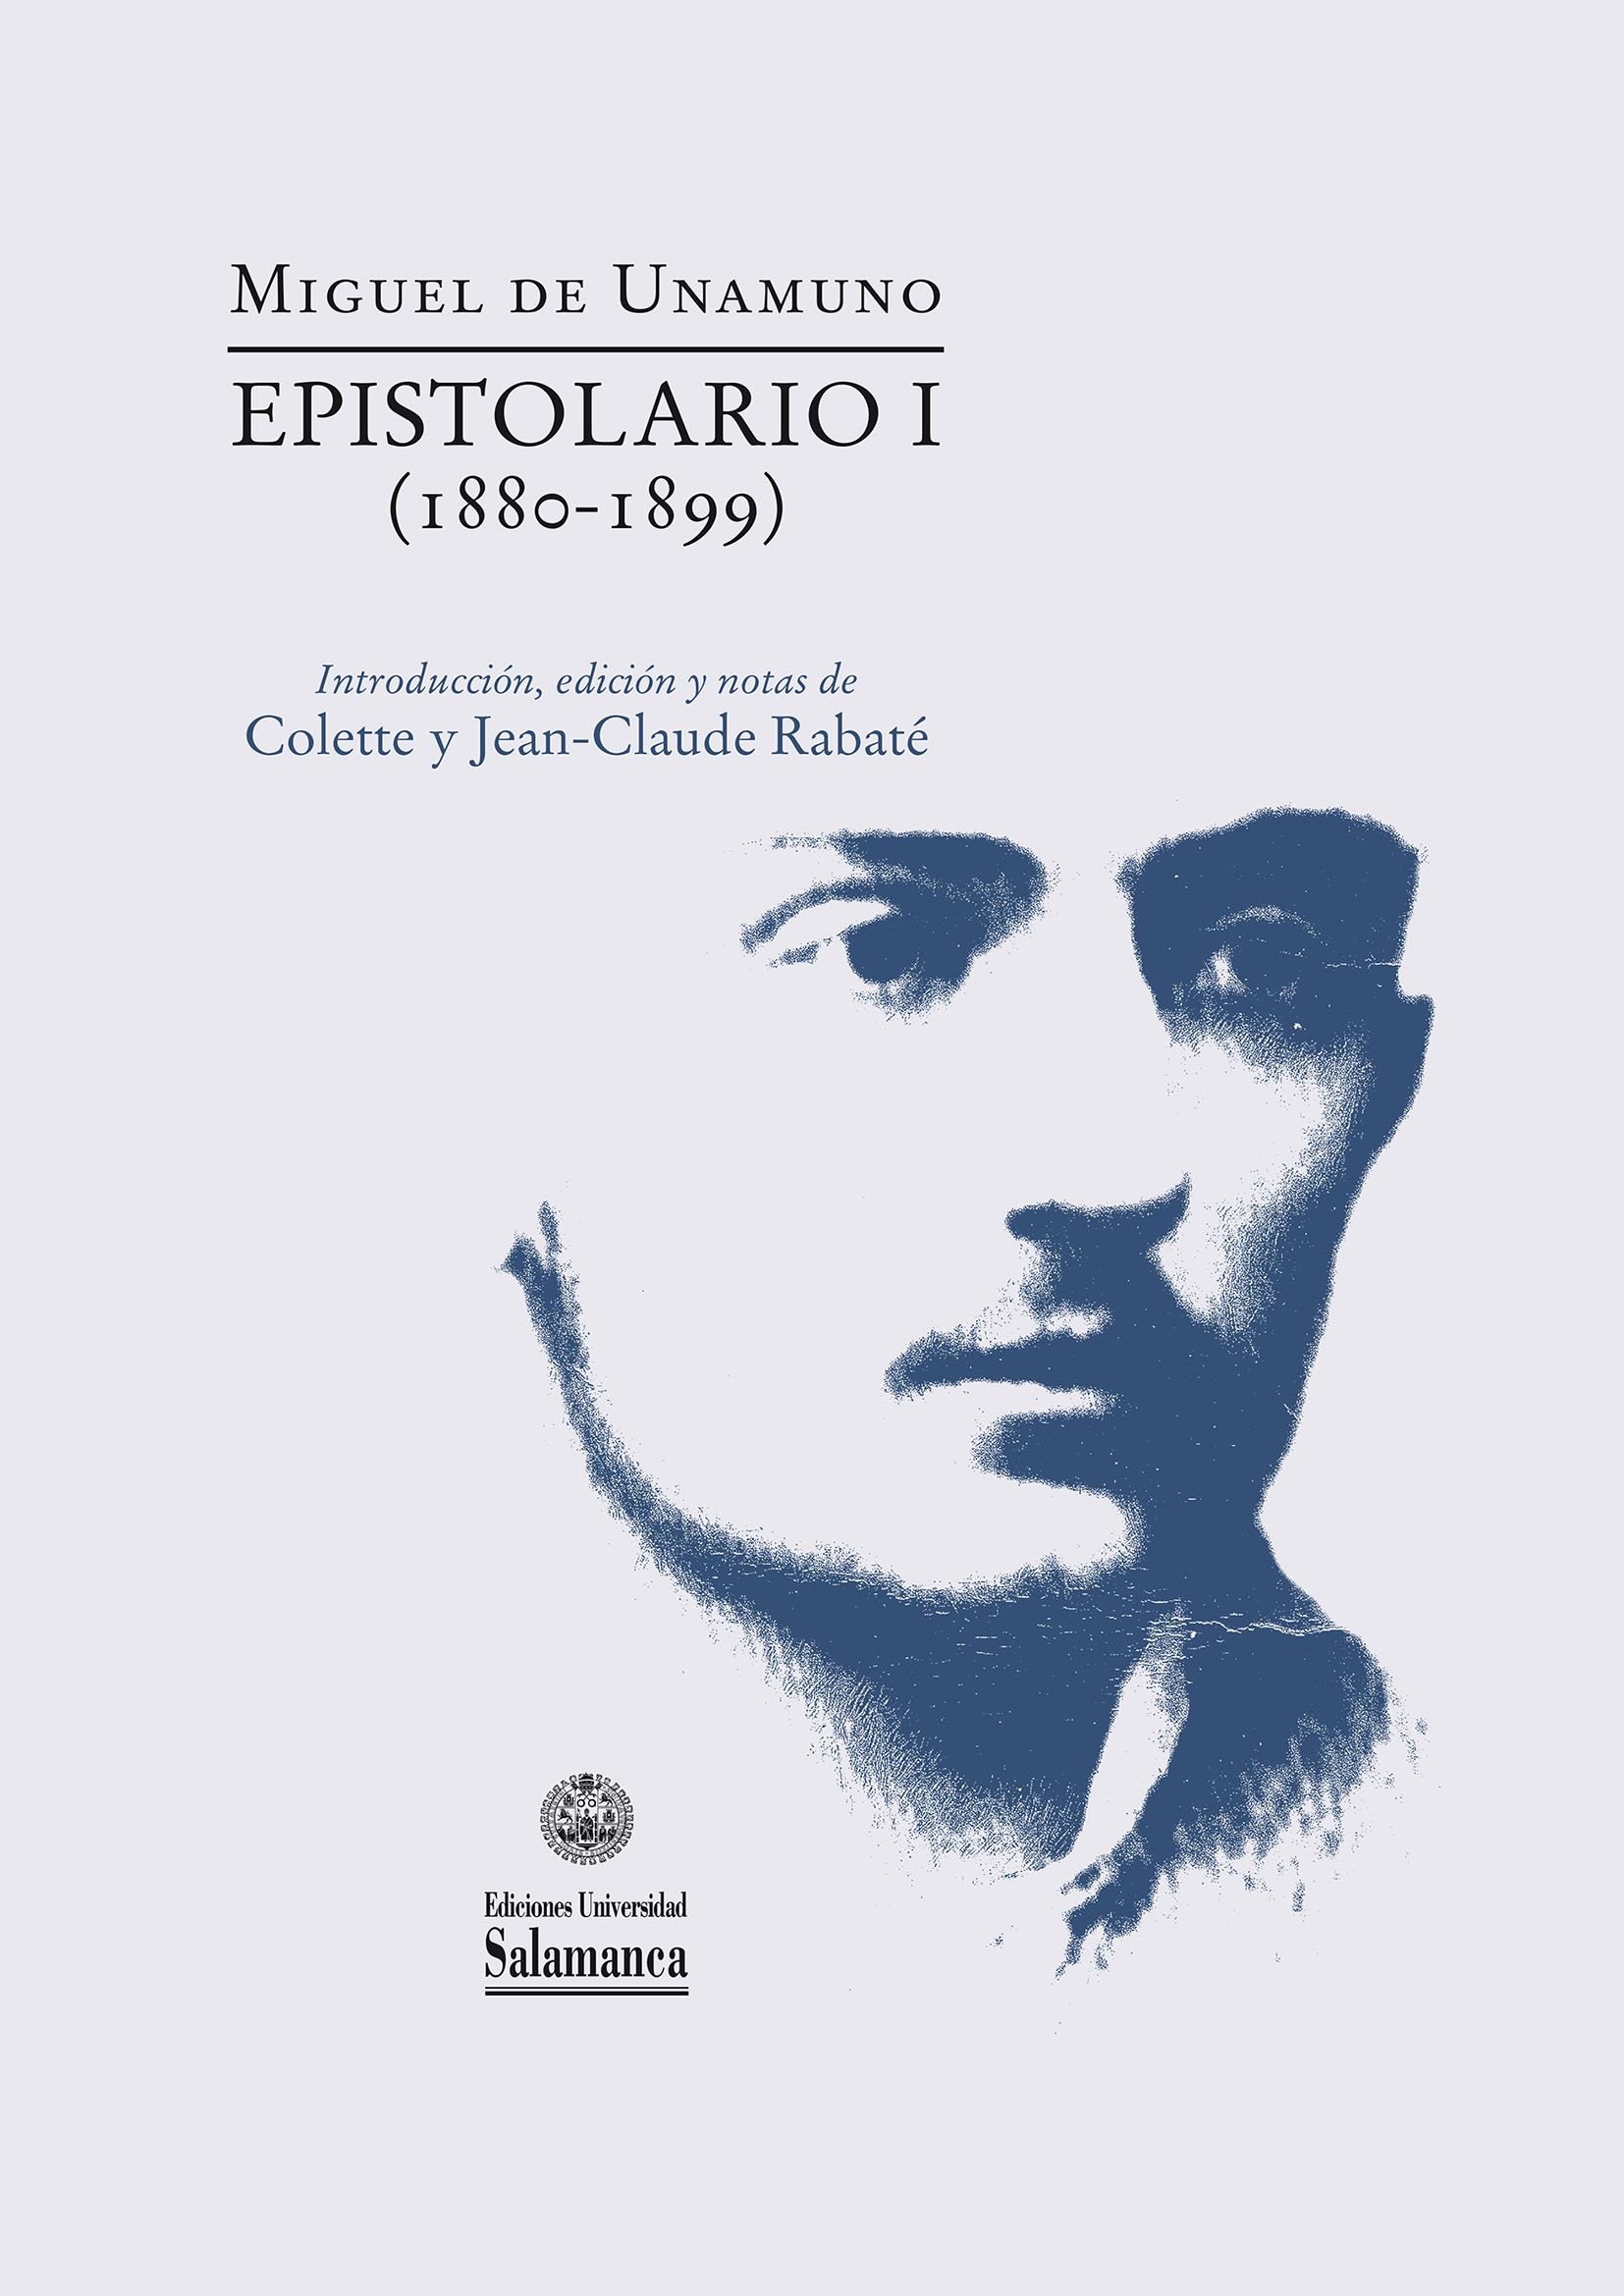 Miguel de Unamuno
EPISTOLARIO I
(1880-1899)
Introducción, edición y notas de
Colette y Jean-Claude Rabaté
Ediciones Universidad
Salamanca